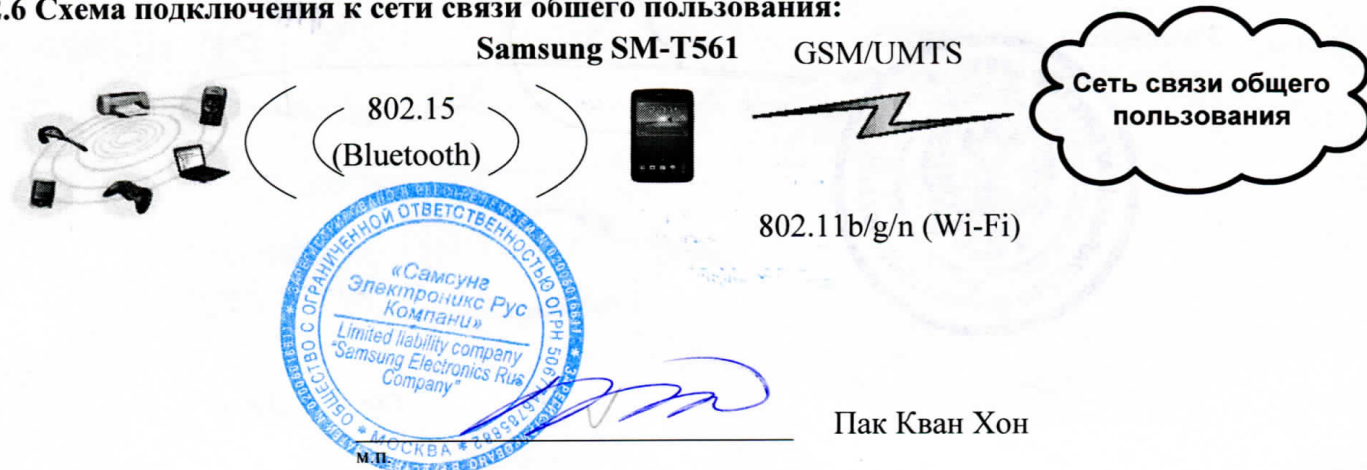 .6 Схема подключения к сети связи обшего пользования:
Samsung SM-T561
GSM/UMTS
802.15
(Bluetooth)
Сеть связи общего
пользования
802.11b/g/n (Wi-Fi)
ОБЩЕСТВО С ОГРАНИЧЕННОЙ ОТВЕТСТВЕННОСТЬЮ ОГРН
* МОСКВА *
«Самсунг
Электроникс Рус
Компани»
Limited liability company
"Samsung Electronics Rus
Company"
Пак Кван Хон
м.п.